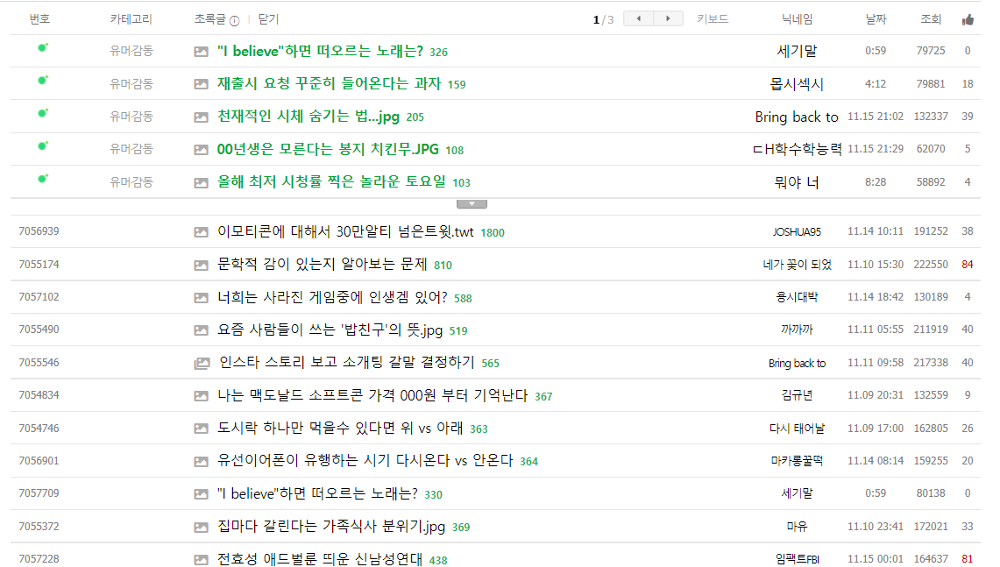 번호 카테고리 초록글 닫기 1 / 3 키보드 닉네임 날짜 조회
유머감동 "I believe"하면 떠오르는 노래는? 326 세기말 0:59 79725 0
유머감동 재출시 요청 꾸준히 들어온다는 과자 159 몹시섹시 4:12 79881 18
유머감동 천재적인 시체 숨기는 법...jpg 205 Bring back to 11.15 21:02 132337 39
유머감동 00년생은 모른다는 봉지 치킨무.JPG 108 ㄷH학수학능력 11.15 21:29 62070 5
유머감동 올해 최저 시청률 찍은 놀라운 토요일 103 뭐야 너 8:28 58892 4
7056939 이모티콘에 대해서 30만알티 넘은트윗.twt 1800 JOSHUA95 11.14 10:11 191252 38
7055174 문학적 감이 있는지 알아보는 문제 810 네가 꽃이 되었 11.10 15:30 222550 84
7057102 너희는 사라진 게임중에 인생겜 있어? 588 용시대박 11.14 18:42 130189 4
7055490 요즘 사람들이 쓰는 '밥친구'의 뜻.jpg 519 까까까 11.11 05:55 211919 40
7055546 인스타 스토리 보고 소개팅 갈말 결정하기 565 Bring back to 11.11 09:58 217338 40
7054834 나는 맥도날드 소프트콘 가격 000원 부터 기억난다 367 김규년 11.09 20:31 132559 9
7054746 도시락 하나만 먹을수 있다면 위 vs 아래 363 다시 태어날 11.09 17:00 162805 26
7056901 유선이어폰이 유행하는 시기 다시온다 vs 안온다 364 마카롱꿀떡 11.14 08:14 159255 20
7057709 "I believe"하면 떠오르는 노래는? 330 세기말 0:59 80138 0
7055372 집마다 갈린다는 가족식사 분위기.jpg 369 마유 11.10 23:41 172021 33
7057228 전효성 애드벌룬 띄운 신남성연대 438 임팩트FBI 11.15 00:01 164637 81